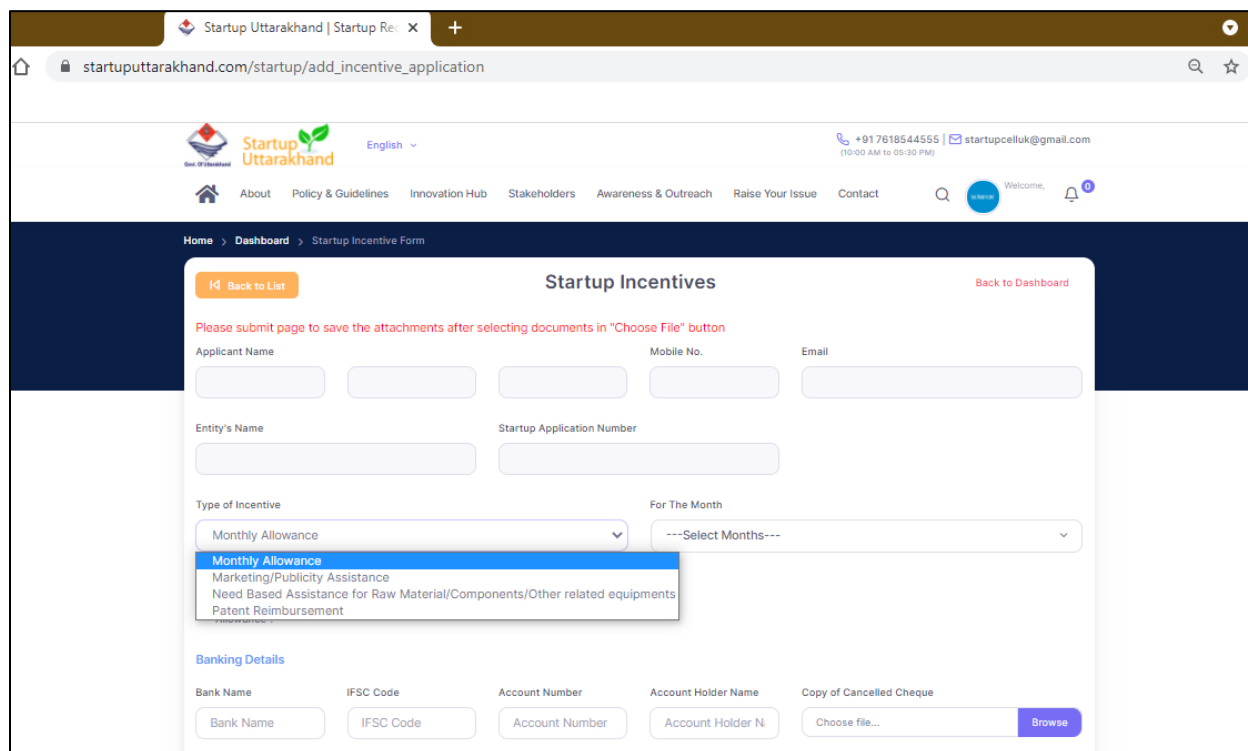 Startup Uttarakhand | Startup Rec
startuputtarakhand.com/startup/add_incentive_application
Govt. Of Uttarakhand
Startup
Uttarakhand
English
+91 7618544555 | startupcelluk@gmail.com
(10:00 AM to 05:30 PM)
About Policy & Guidelines Innovation Hub Stakeholders Awareness & Outreach Raise Your Issue Contact Welcome, 0
Home > Dashboard > Startup Incentive Form
Back to List Startup Incentives Back to Dashboard
Please submit page to save the attachments after selecting documents in "Choose File" button
Applicant Name Mobile No. Email
Entity's Name Startup Application Number
Type of Incentive For The Month
Monthly Allowance ---Select Months---
Monthly Allowance
Marketing/Publicity Assistance
Need Based Assistance for Raw Material/Components/Other related equipments
Patent Reimbursement
"Allowance".
Banking Details
Bank Name IFSC Code Account Number Account Holder Name Copy of Cancelled Cheque
Bank Name IFSC Code Account Number Account Holder N Choose file... Browse